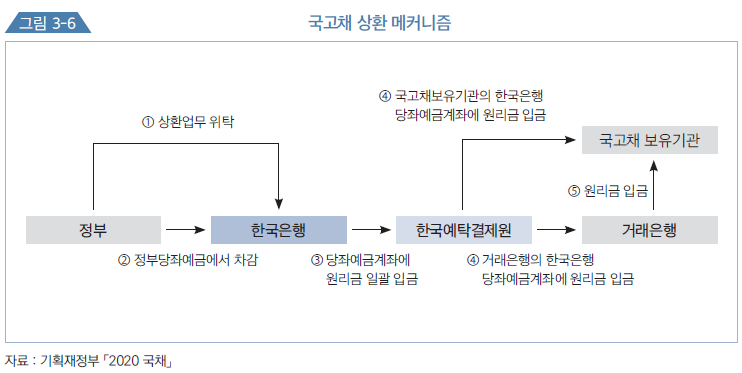 그림 3-6
국고채 상환 메커니즘
④ 국고채보유기관의 한국은행
당좌예금계좌에 원리금 입금
① 상환업무 위탁
국고채 보유기관
⑤ 원리금 입금
정부
한국은행
한국예탁결제원
거래은행
② 정부당좌예금에서 차감
③ 당좌예금계좌에
원리금 일괄 입금
④ 거래은행의 한국은행
당좌예금계좌에 원리금 입금
자료 : 기획재정부 「2020 국채」